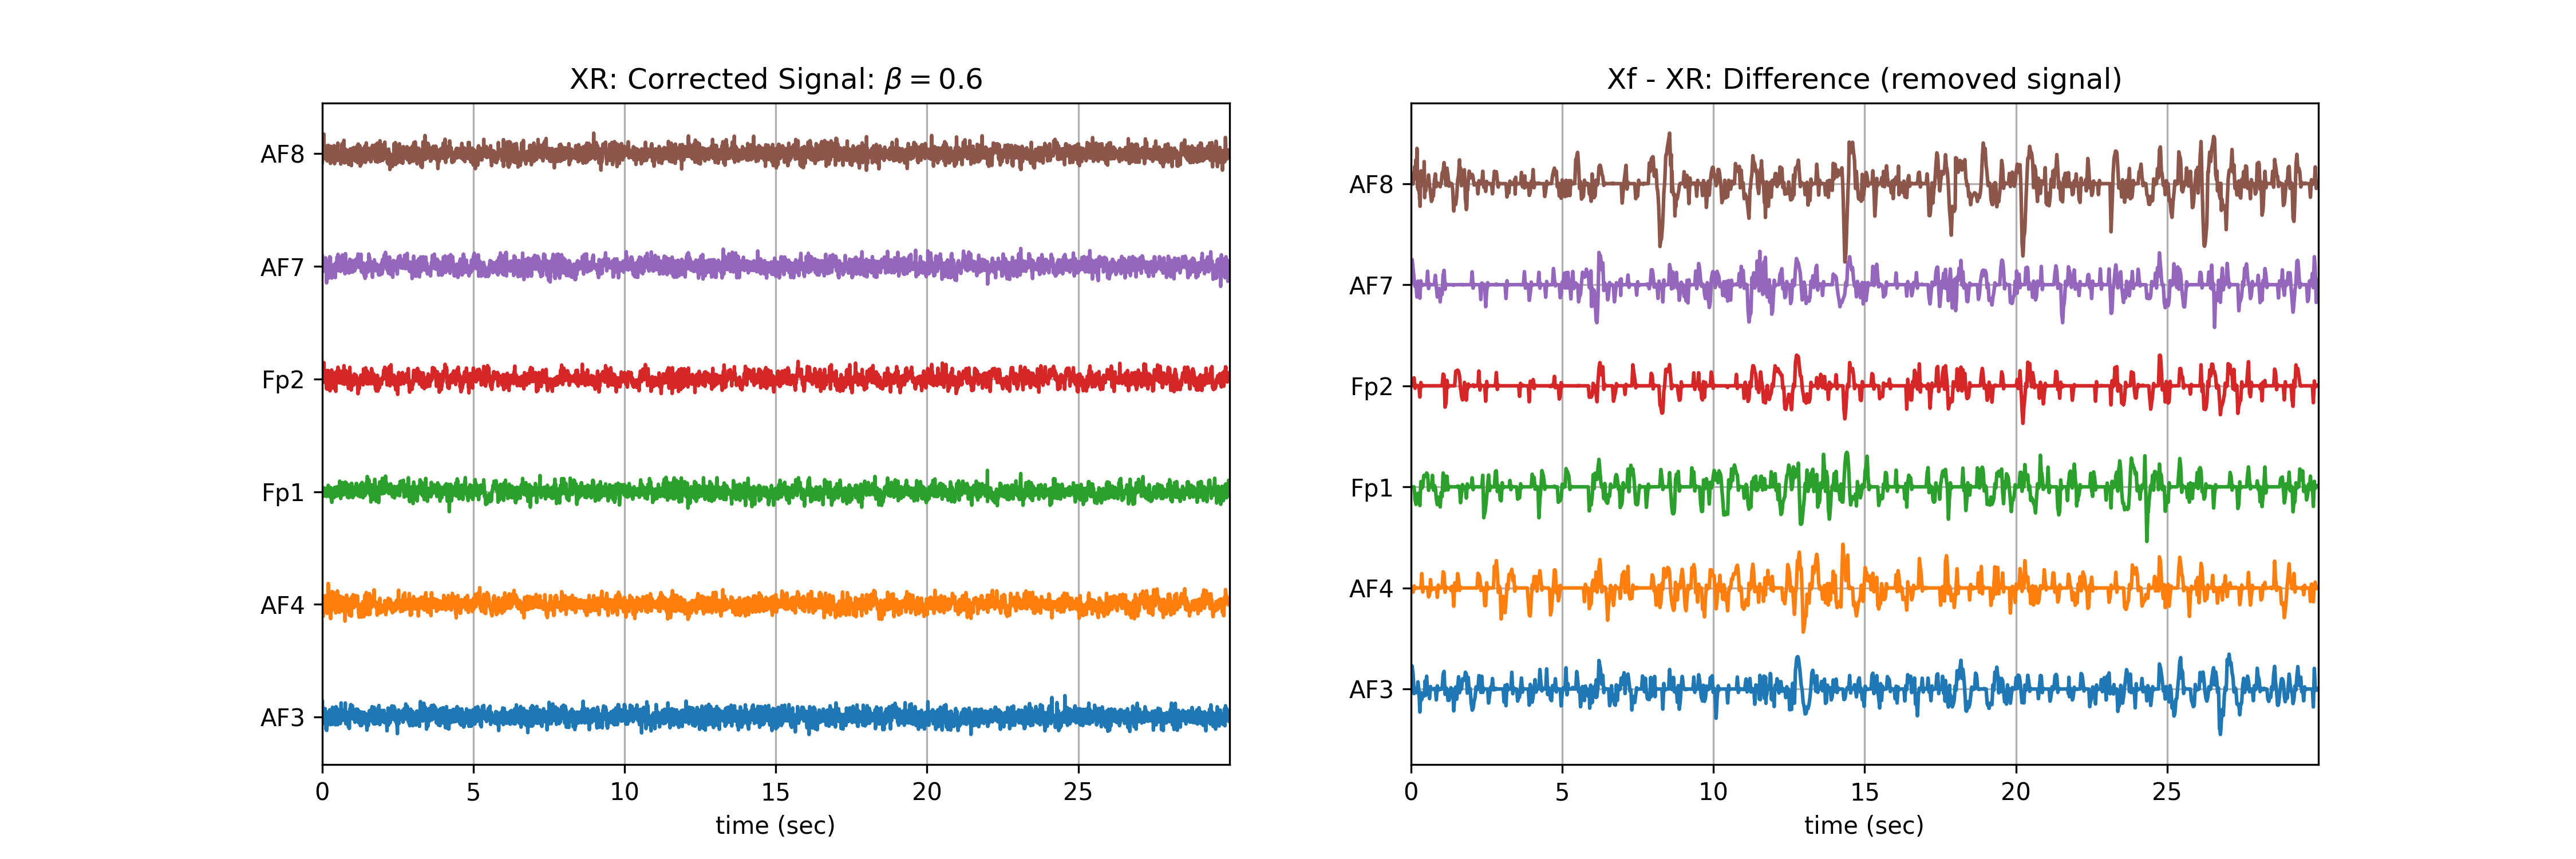 XR: Corrected Signal: β = 0.6
AF8
AF7
Fp2
Fp1
AF4
AF3
0 5 10 15 20 25
time (sec)
Xf - XR: Difference (removed signal)
AF8
AF7
Fp2
Fp1
AF4
AF3
0 5 10 15 20 25
time (sec)